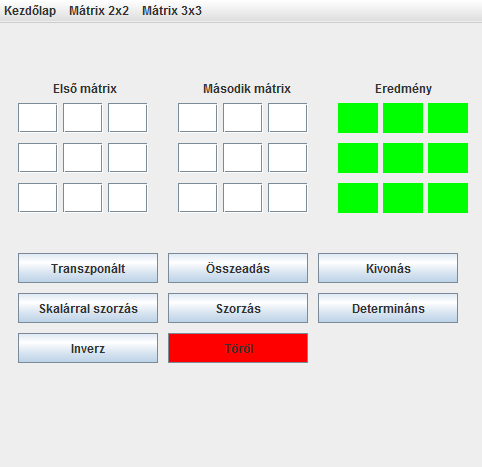 Kezdőlap Mátrix 2x2 Mátrix 3x3
Első mátrix Második mátrix Eredmény
Transzponált Összeadás Kivonás
Skalárral szorzás Szorzás Determináns
Inverz Töröl